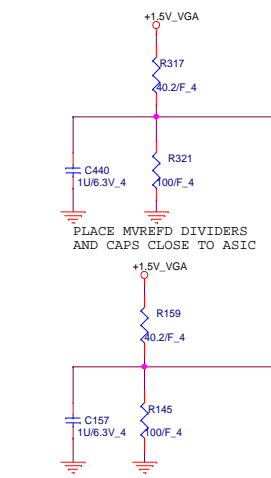 +1.5V_VGA
R317
40.2/F_4
R321
100/F_4
C440
1U/6.3V_4
PLACE MVREFD DIVIDERS
AND CAPS CLOSE TO ASIC
+1.5V_VGA
R159
40.2/F_4
R145
100/F_4
C157
1U/6.3V_4